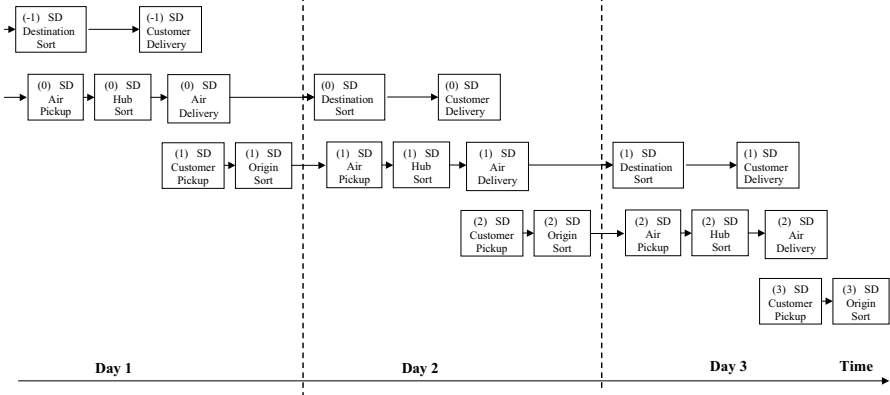 (-1) SD
Destination
Sort
(-1) SD
Customer
Delivery
(0) SD
Air
Pickup
(0) SD
Hub
Sort
(0) SD
Air
Delivery
(0) SD
Destination
Sort
(0) SD
Customer
Delivery
(1) SD
Customer
Pickup
(1) SD
Origin
Sort
(1) SD
Air
Pickup
(1) SD
Hub
Sort
(1) SD
Air
Delivery
(1) SD
Destination
Sort
(1) SD
Customer
Delivery
(2) SD
Customer
Pickup
(2) SD
Origin
Sort
(2) SD
Air
Pickup
(2) SD
Hub
Sort
(2) SD
Air
Delivery
(3) SD
Customer
Pickup
(3) SD
Origin
Sort
Day 1
Day 2
Day 3
Time